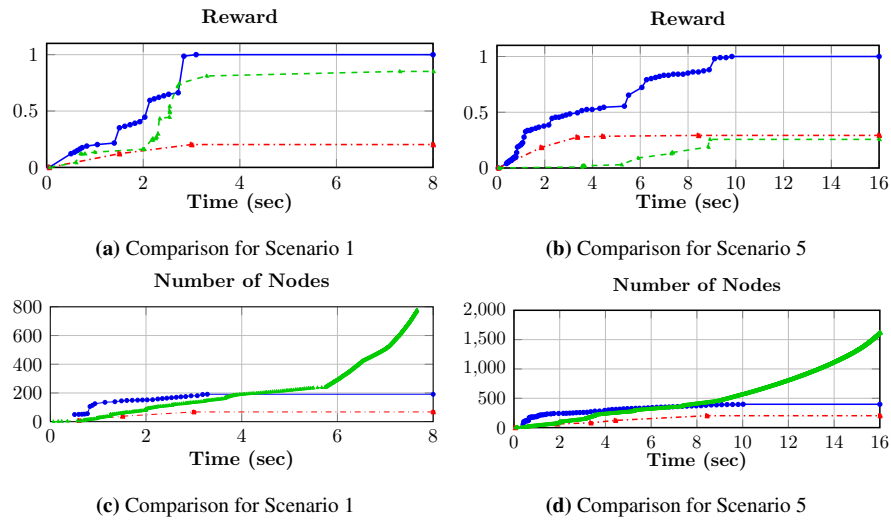 Reward
1
0.5
0
0 2 4 6 8
Time (sec)
(a) Comparison for Scenario 1
Reward
1
0.5
0
0 2 4 6 8 10 12 14 16
Time (sec)
(b) Comparison for Scenario 5
Number of Nodes
800
600
400
200
0
0 2 4 6 8
Time (sec)
(c) Comparison for Scenario 1
Number of Nodes
2,000
1,500
1,000
500
0
0 2 4 6 8 10 12 14 16
Time (sec)
(d) Comparison for Scenario 5